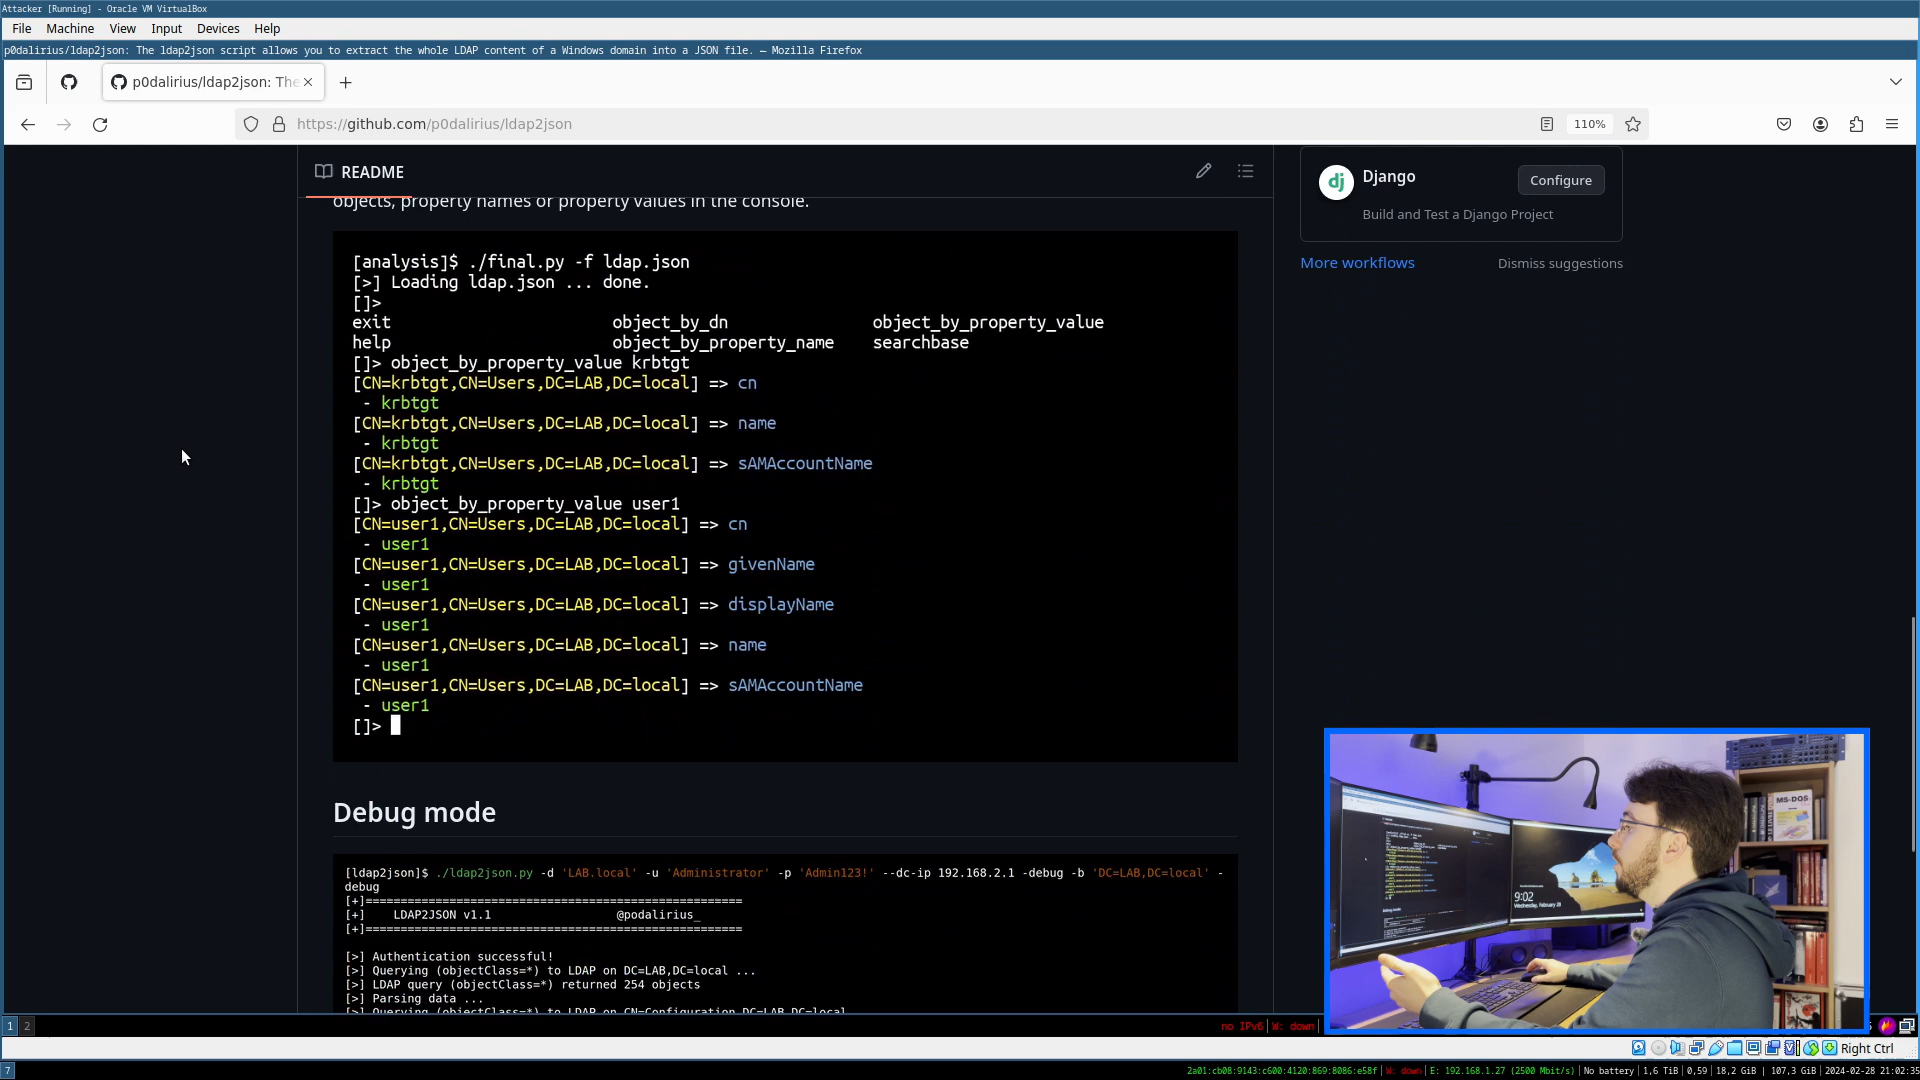 Attacker [Running] - Oracle VM VirtualBox
File Machine View Input Devices Help
p0dalirius/ldap2json: The ldap2json script allows you to extract the whole LDAP content of a Windows domain into a JSON file. — Mozilla Firefox
p0dalirius/ldap2json: The
https://github.com/p0dalirius/ldap2json
110%
README
objects, property names or property values in the console.
[analysis]$ ./final.py -f ldap.json
[>] Loading ldap.json ... done.
[]>
exit object_by_dn object_by_property_value
help object_by_property_name searchbase
[]> object_by_property_value krbtgt
[CN=krbtgt,CN=Users,DC=LAB,DC=local] => cn
- krbtgt
[CN=krbtgt,CN=Users,DC=LAB,DC=local] => name
- krbtgt
[CN=krbtgt,CN=Users,DC=LAB,DC=local] => sAMAccountName
- krbtgt
[]> object_by_property_value user1
[CN=user1,CN=Users,DC=LAB,DC=local] => cn
- user1
[CN=user1,CN=Users,DC=LAB,DC=local] => givenName
- user1
[CN=user1,CN=Users,DC=LAB,DC=local] => displayName
- user1
[CN=user1,CN=Users,DC=LAB,DC=local] => name
- user1
[CN=user1,CN=Users,DC=LAB,DC=local] => sAMAccountName
- user1
[]>
Debug mode
[ldap2json]$ ./ldap2json.py -d 'LAB.local' -u 'Administrator' -p 'Admin123!' --dc-ip 192.168.2.1 -debug -b 'DC=LAB,DC=local' -
debug
[+]======================================================
[+] LDAP2JSON v1.1 @podalirius_
[+]======================================================
[>] Authentication successful!
[>] Querying (objectClass=*) to LDAP on DC=LAB,DC=local ...
[>] LDAP query (objectClass=*) returned 254 objects
[>] Parsing data ...
[>] Querying (objectClass=*) to LDAP on CN=Configuration,DC=LAB,DC=local
dj
Django
Configure
Build and Test a Django Project
More workflows
Dismiss suggestions
MS-DOS
9:02
Wednesday, February 28
1 2
no IPv6 | W: down
Right Ctrl
7
2a01:cb08:9143:c600:4120:869:8086:e58f | W: down | E: 192.168.1.27 (2500 Mbit/s) | No battery | 1,6 TiB | 0,59 | 18,2 GiB | 107,3 GiB | 2024-02-28 21:02:35